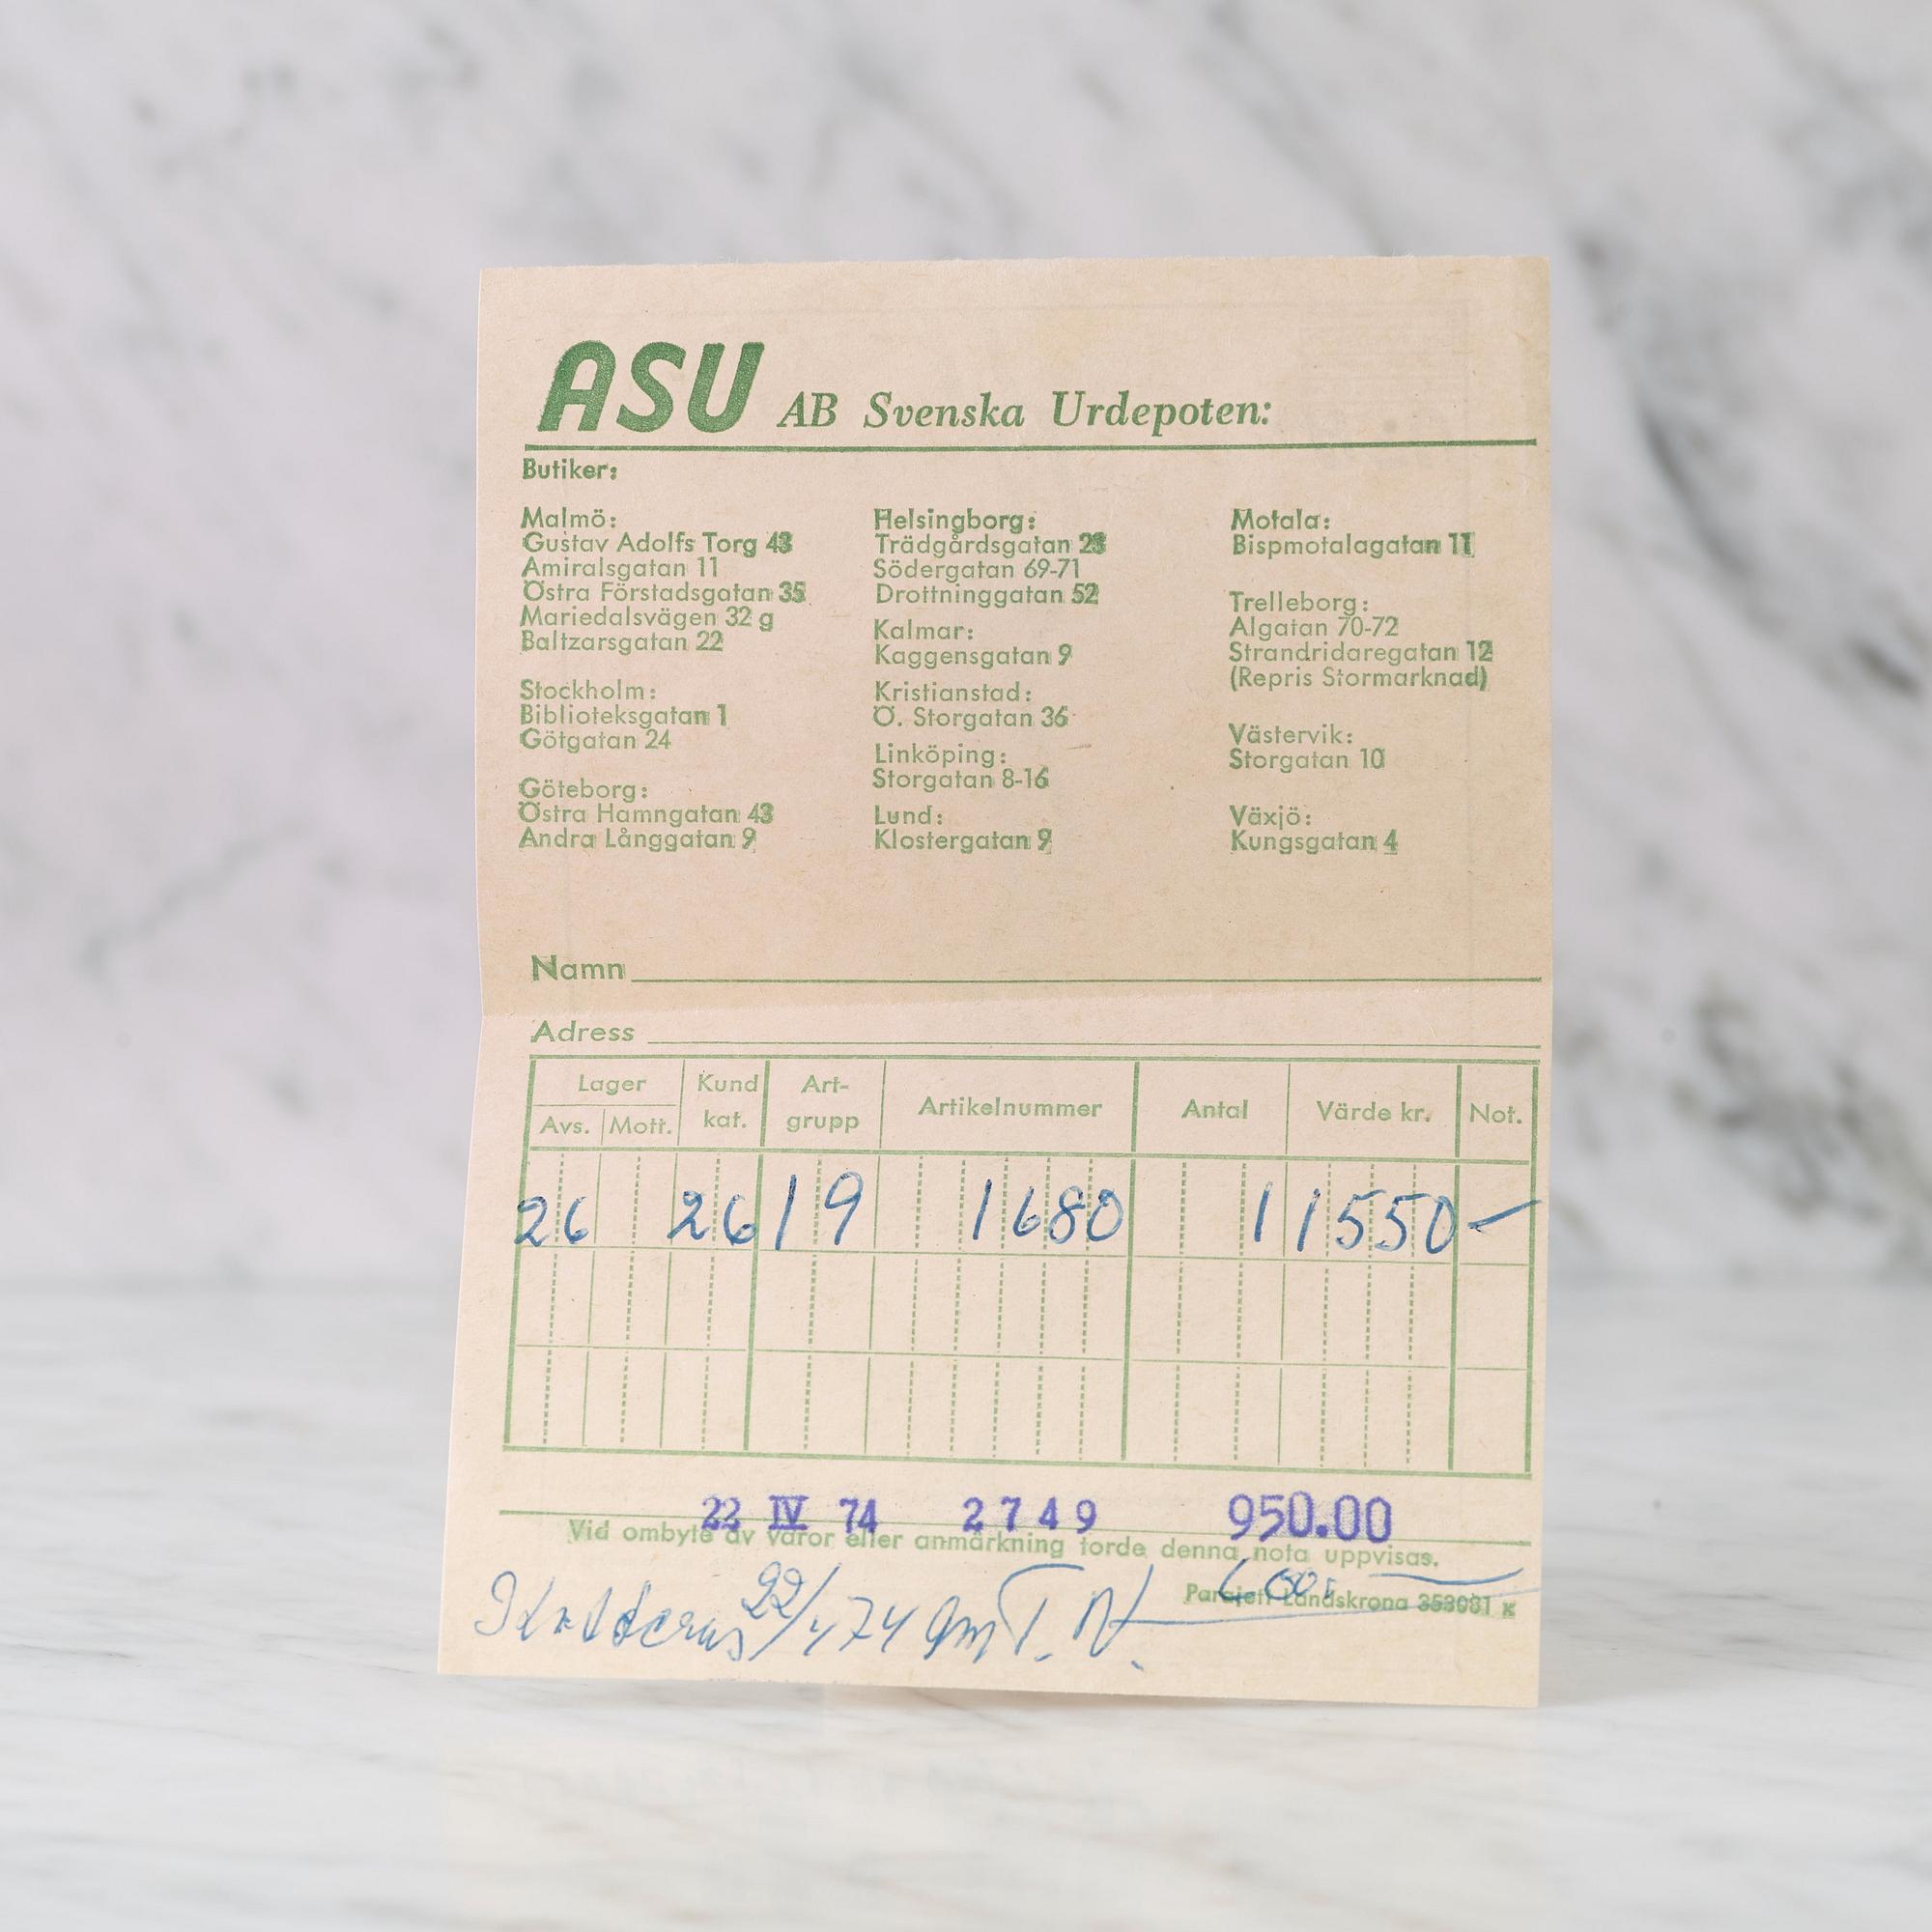 ASU AB Svenska Urdepoten:
Butiker:
Malmö:
Gustav Adolfs Torg 43
Amiralsgatan 11
Östra Förstadsgatan 35
Mariedalsvägen 32 g
Baltzarsgatan 22
Stockholm:
Biblioteksgatan 1
Götgatan 24
Göteborg:
Östra Hamngatan 43
Andra Långgatan 9
Helsingborg:
Trädgårdsgatan
Södergatan 69-71
Drottninggatan 52
Kalmar:
Kaggensgatan 9
Kristianstad:
Ö. Storgatan 36
Linköping:
Storgatan 8-16
Lund:
Klostergatan 9
Motala:
Bispmotalagatan 11
Trelleborg:
Algatan 70-72
Strandridaregatan 12
(Repris Stormarknad)
Västervik:
Storgatan 10
Växjö:
Kungsgatan 4
Namn
Adress
Lager Kund Art-
Avs. Mott. kat. grupp Artikelnummer Antal Värde kr. Not.
26 26 19 1680 1 1550 -
22 IV 74 2749 950.00
Vid ombyte av varor eller anmärkning torde denna nota uppvisas.
Parajett Landskrona 353031 K
22/4 74